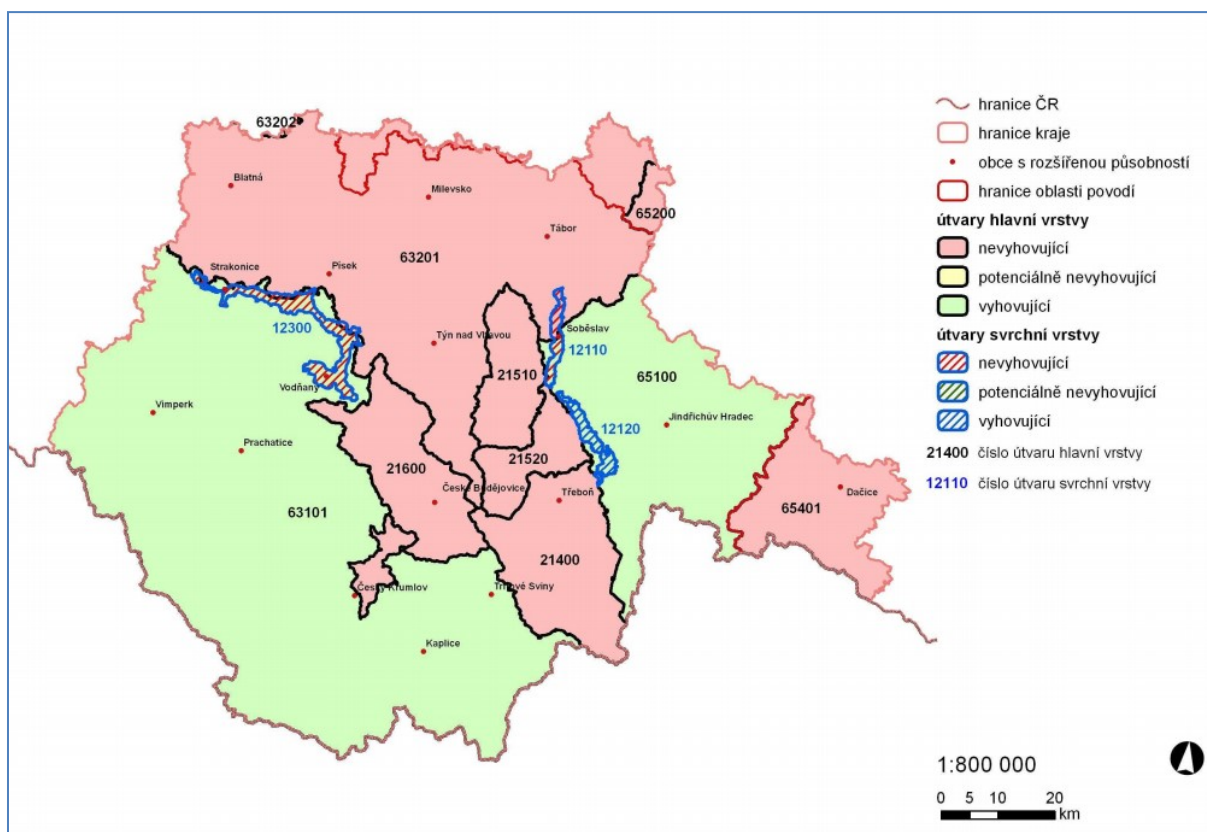 63202
Blatná
Milevsko
65200
Tábor
63201
Strakonice
Písek
12300
Týn nad Vltavou
Soběslav
12110
21510
65100
Vodňany
Vimperk
12120
Jindřichův Hradec
Prachatice
21600
21520
České Budějovice
Třeboň
Dačice
63101
65401
21400
Český Krumlov
Trhové Sviny
Kaplice
hranice ČR
hranice kraje
obce s rozšířenou působností
hranice oblasti povodí
útvary hlavní vrstvy
nevyhovující
potenciálně nevyhovující
vyhovující
útvary svrchní vrstvy
nevyhovující
potenciálně nevyhovující
vyhovující
21400 číslo útvaru hlavní vrstvy
12110 číslo útvaru svrchní vrstvy
1:800 000
0 5 10 20
km